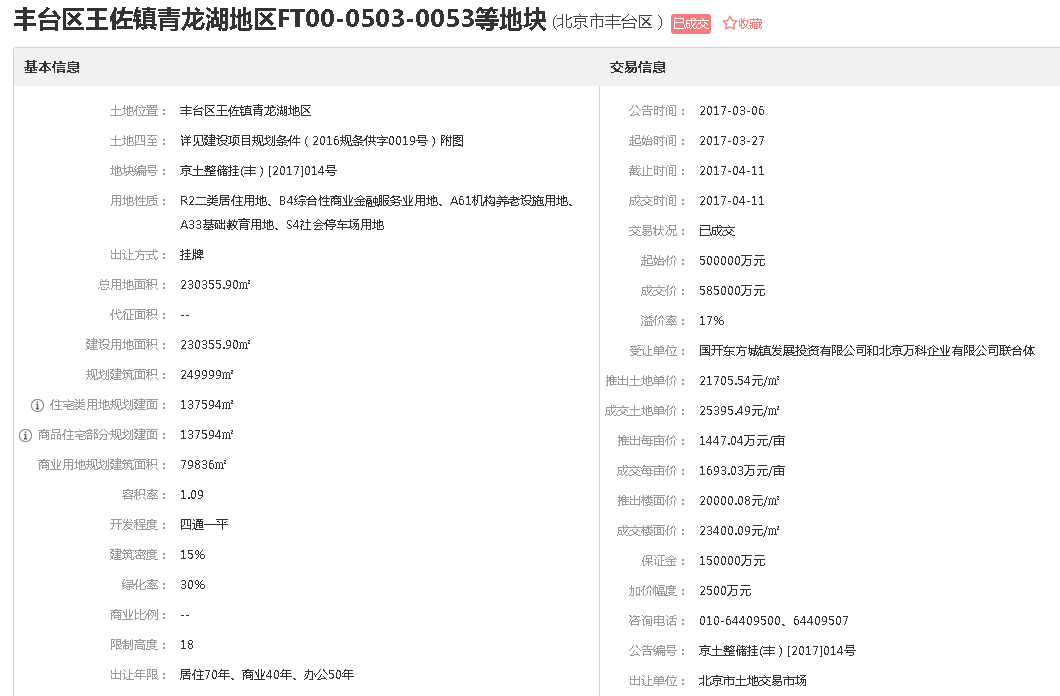 丰台区王佐镇青龙湖地区FT00-0503-0053等地块 (北京市丰台区 ) 已成交 收藏
基本信息
土地位置： 丰台区王佐镇青龙湖地区
土地四至： 详见建设项目规划条件（2016规条供字0019号）附图
地块编号： 京土整储挂(丰）[2017]014号
用地性质： R2二类居住用地、B4综合性商业金融服务业用地、A61机构养老设施用地、
A33基础教育用地、S4社会停车场用地
出让方式： 挂牌
总用地面积： 230355.90㎡
代征面积： --
建设用地面积： 230355.90㎡
规划建筑面积： 249999㎡
住宅类用地规划建面： 137594㎡
商品住宅部分规划建面： 137594㎡
商业用地规划建筑面积： 79836㎡
容积率： 1.09
开发程度： 四通一平
建筑密度： 15%
绿化率： 30%
商业比例： --
限制高度： 18
出让年限： 居住70年、商业40年、办公50年
交易信息
公告时间： 2017-03-06
起始时间： 2017-03-27
截止时间： 2017-04-11
成交时间： 2017-04-11
交易状况： 已成交
起始价： 500000万元
成交价： 585000万元
溢价率： 17%
受让单位： 国开东方城镇发展投资有限公司和北京万科企业有限公司联合体
推出土地单价： 21705.54元/㎡
成交土地单价： 25395.49元/㎡
推出每亩价： 1447.04万元/亩
成交每亩价： 1693.03万元/亩
推出楼面价： 20000.08元/㎡
成交楼面价： 23400.09元/㎡
保证金： 150000万元
加价幅度： 2500万元
咨询电话： 010-64409500、64409507
公告编号： 京土整储挂(丰）[2017]014号
出让单位： 北京市土地交易市场